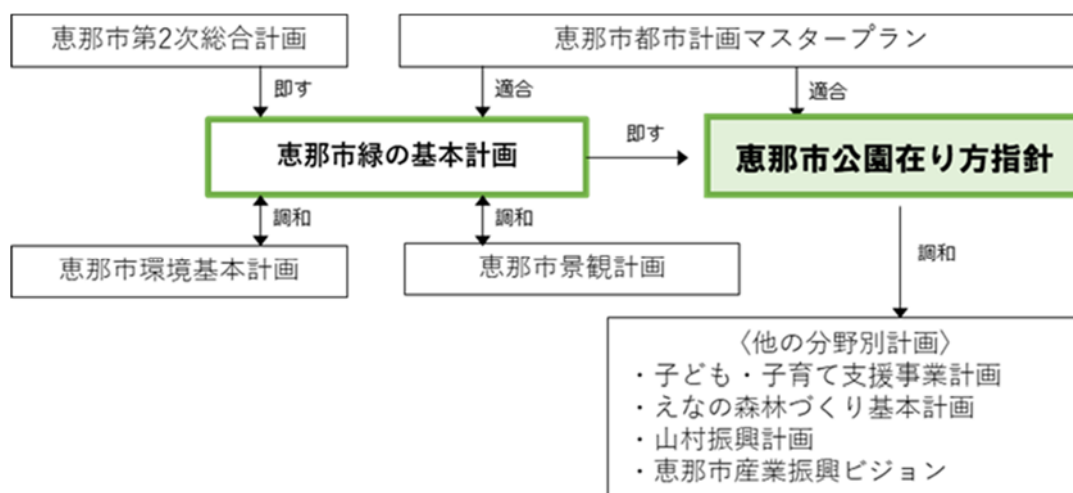 恵那市第2次総合計画
恵那市都市計画マスタープラン
即す
適合
適合
恵那市緑の基本計画
即す
恵那市公園在り方指針
調和
調和
恵那市環境基本計画
恵那市景観計画
調和
〈他の分野別計画〉
・子ども・子育て支援事業計画
・えなの森林づくり基本計画
・山村振興計画
・恵那市産業振興ビジョン